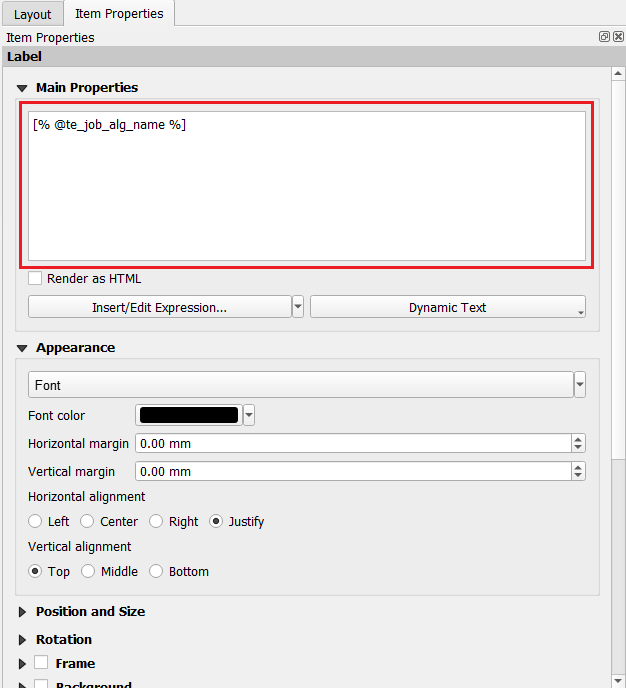 Layout
Item Properties
Item Properties
Label
Main Properties
[% @te_job_alg_name %]
Render as HTML
Insert/Edit Expression...
Dynamic Text
Appearance
Font
Font color
Horizontal margin 0.00 mm
Vertical margin 0.00 mm
Horizontal alignment
Left Center Right Justify
Vertical alignment
Top Middle Bottom
Position and Size
Rotation
Frame
Background